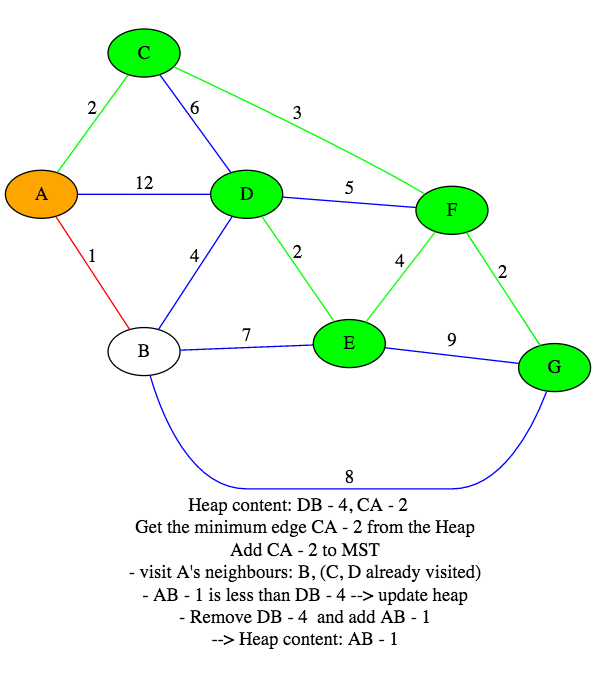 C
2
6
3
A
12
D
5
F
1
4
2
4
2
B
7
E
9
G
8
Heap content: DB - 4, CA - 2
Get the minimum edge CA - 2 from the Heap
Add CA - 2 to MST
- visit A's neighbours: B, (C, D already visited)
- AB - 1 is less than DB - 4 --> update heap
- Remove DB - 4  and add AB - 1
--> Heap content: AB - 1